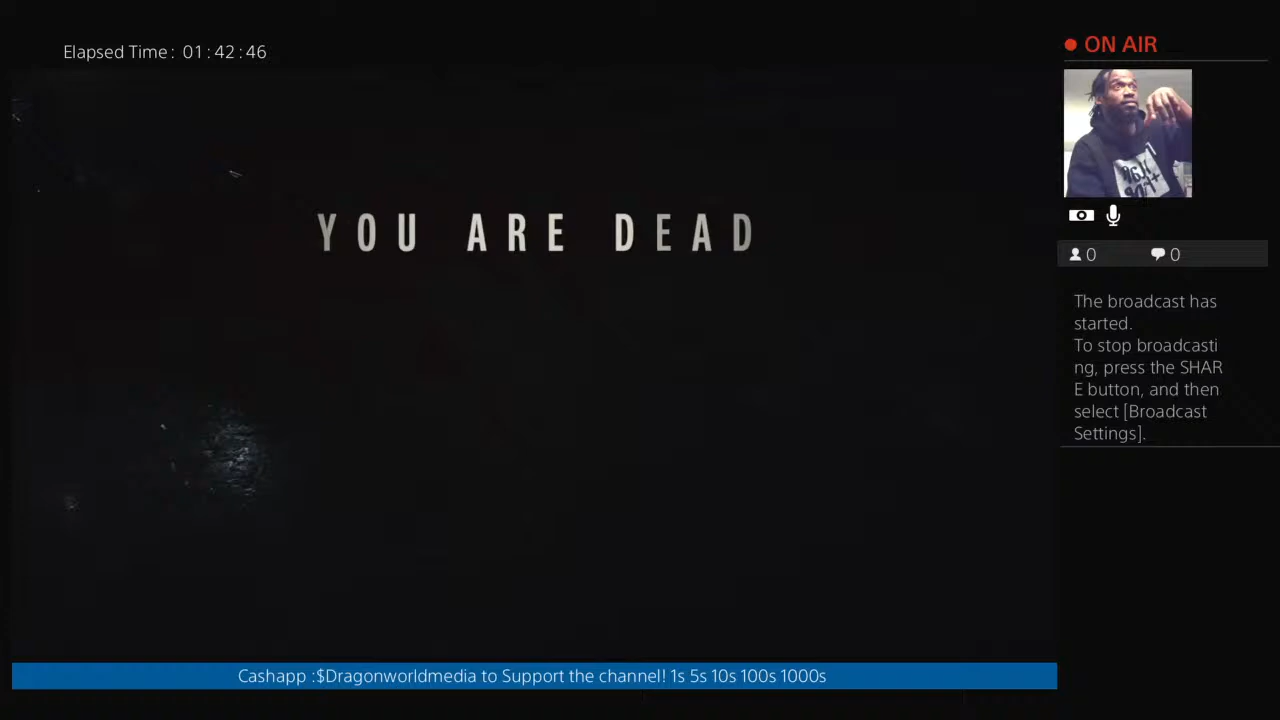 Elapsed Time: 01:42:46
ON AIR
YOU ARE DEAD
0 0
The broadcast has
started.
To stop broadcasti
ng, press the SHAR
E button, and then
select [Broadcast
Settings].
Cashapp :$Dragonworldmedia to Support the channel! 1s 5s 10s 100s 1000s